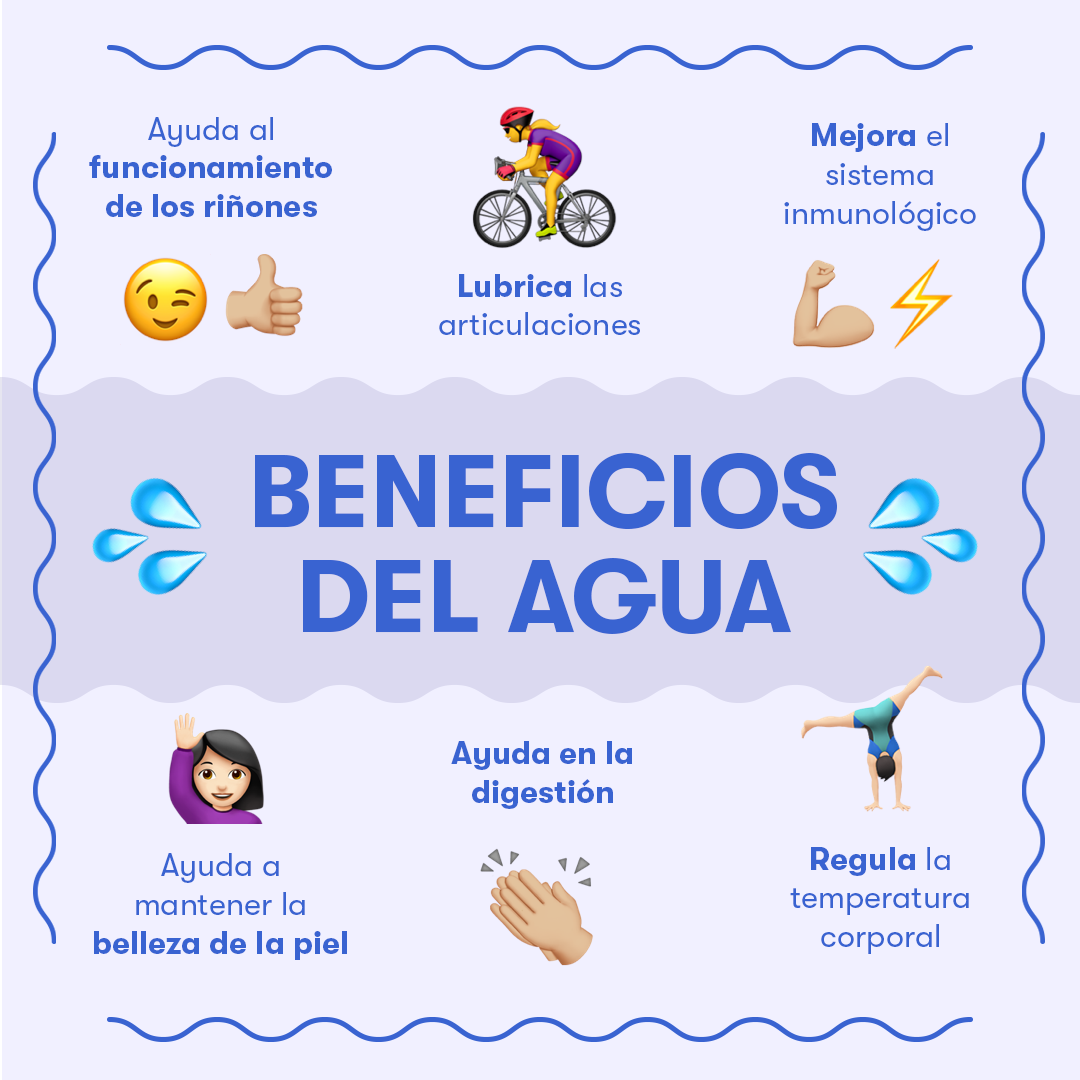 Ayuda al
funcionamiento
de los riñones
Lubrica las
articulaciones
Mejora el
sistema
inmunológico
BENEFICIOS
DEL AGUA
Ayuda a
mantener la
belleza de la piel
Ayuda en la
digestión
Regula la
temperatura
corporal